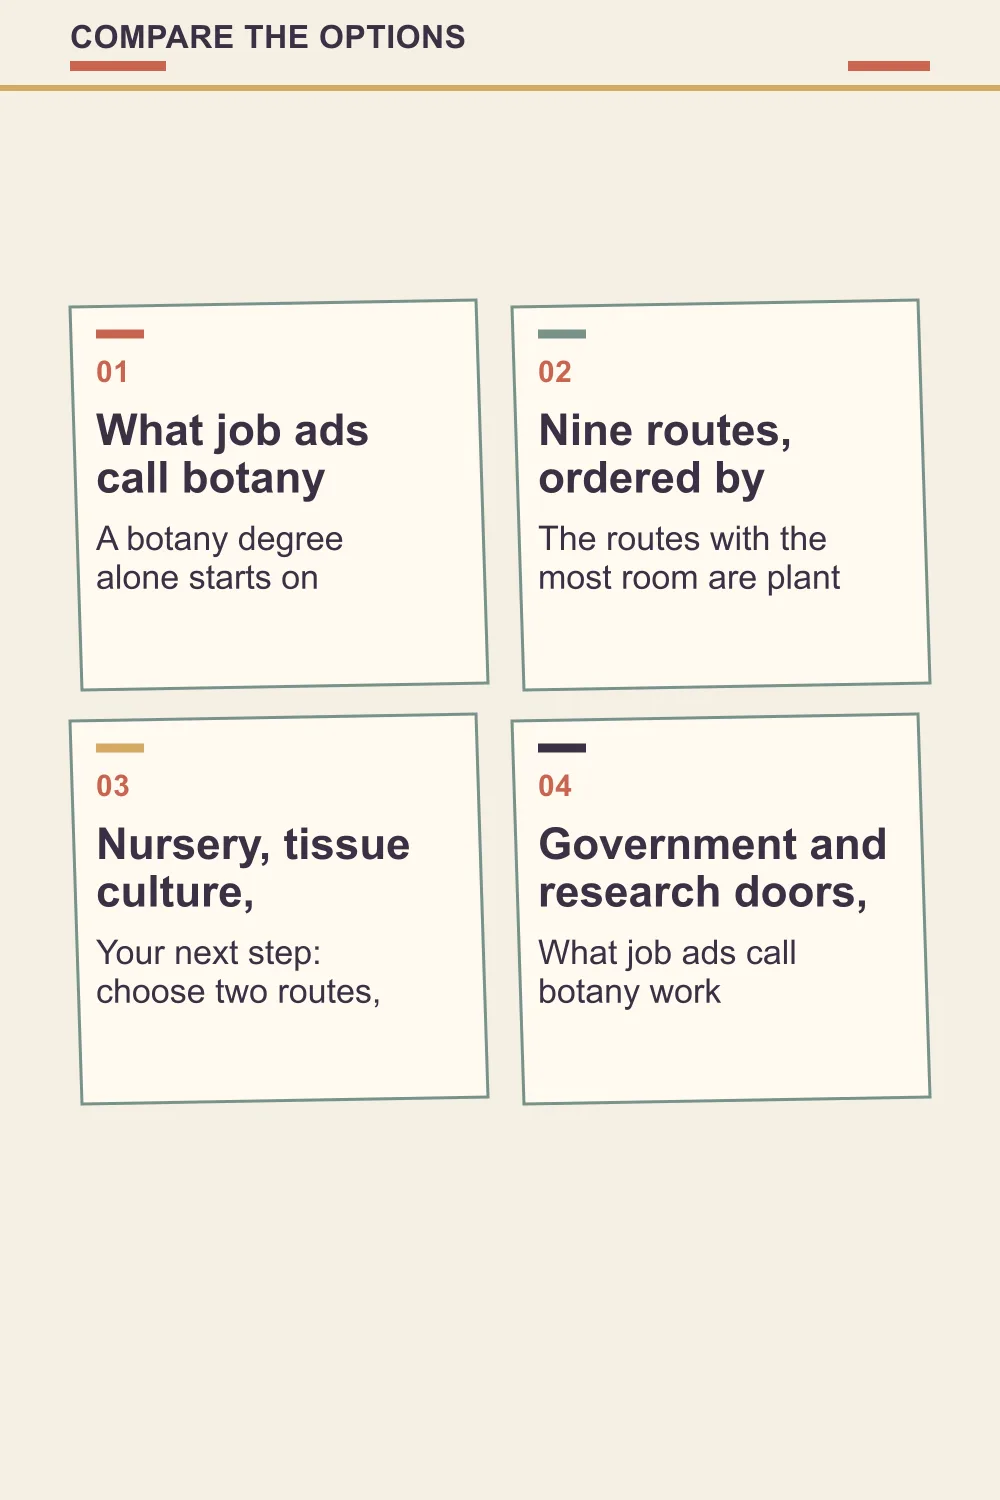 COMPARE THE OPTIONS
01
What job ads
call botany
A botany degree
alone starts on
02
Nine routes,
ordered by
The routes with the
most room are plant
03
Nursery, tissue
culture,
Your next step:
choose two routes,
04
Government and
research doors,
What job ads call
botany work